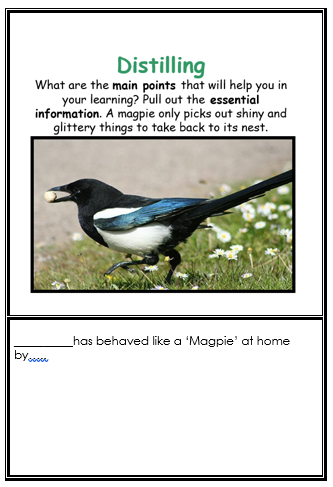 Distilling
What are the main points that will help you in
your learning? Pull out the essential
information. A magpie only picks out shiny and
glittery things to take back to its nest.
__________has behaved like a ‘Magpie’ at home
by…..